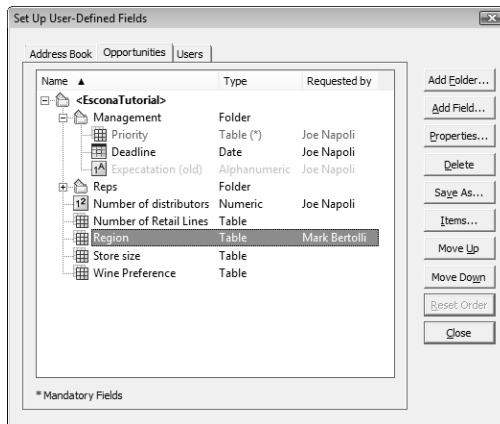 Set Up User-Defined Fields
Address Book Opportunities Users
Name Type Requested by
<EsconaTutorial>
Management Folder
Priority Table (*) Joe Napoli
Deadline Date Joe Napoli
Expecatation (old) Alphanumeric Joe Napoli
Reps Folder
Number of distributors Numeric Joe Napoli
Number of Retail Lines Table
Region Table Mark Bertolli
Store size Table
Wine Preference Table
* Mandatory Fields
Add Folder...
Add Field...
Properties...
Delete
Save As...
Items...
Move Up
Move Down
Reset Order
Close